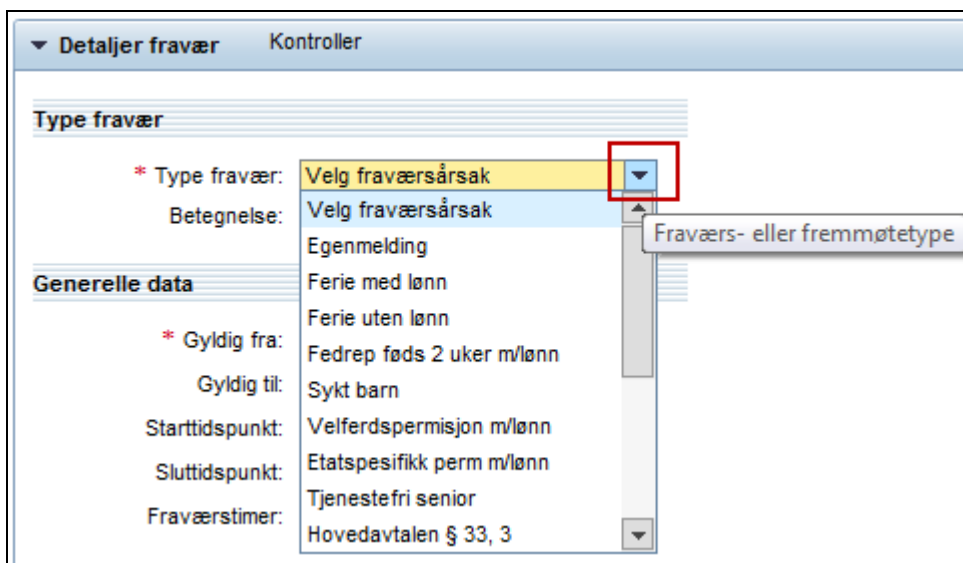 Detaljer fravær Kontroller
Type fravær
* Type fravær: Velg fraværsårsak
Betegnelse: Velg fraværsårsak
Fraværs- eller fremmøtetype
Egenmelding
Generelle data Ferie med lønn
Ferie uten lønn
* Gyldig fra: Fedrep føds 2 uker m/lønn
Gyldig til: Sykt barn
Starttidspunkt: Velferdspermisjon m/lønn
Sluttidspunkt: Etatspesifikk perm m/lønn
Fraværstimer: Tjenestefri senior
Hovedavtalen § 33, 3